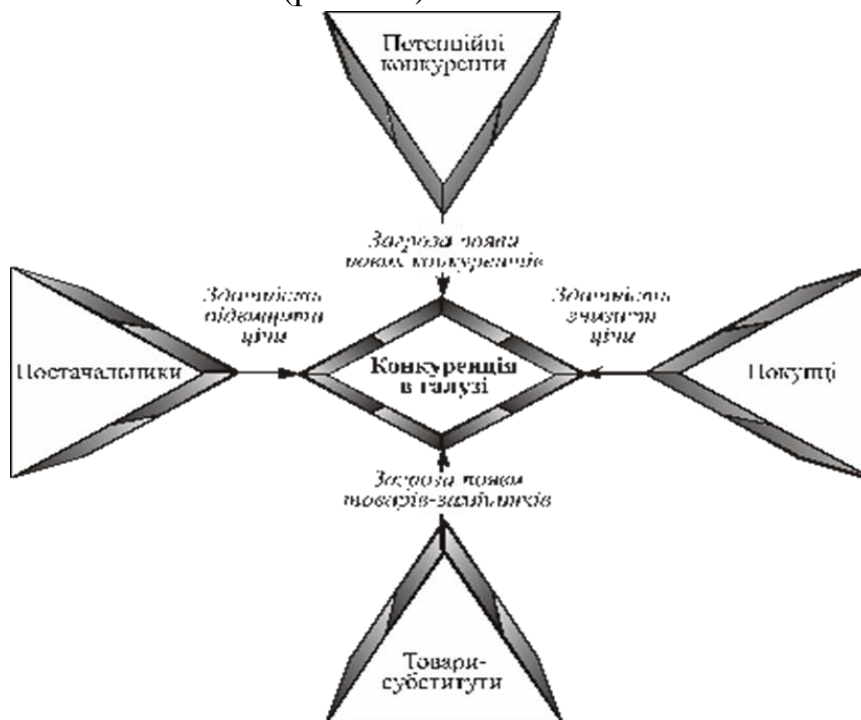 Потенційні
конкуренти
Загроза появи
нових конкурентів
Здатність
підвищити
ціни
Здатність
знизити
ціни
Постачальники
Конкуренція
в галузі
Покупці
Загроза появи
товарів-замінників
Товари-
субститути